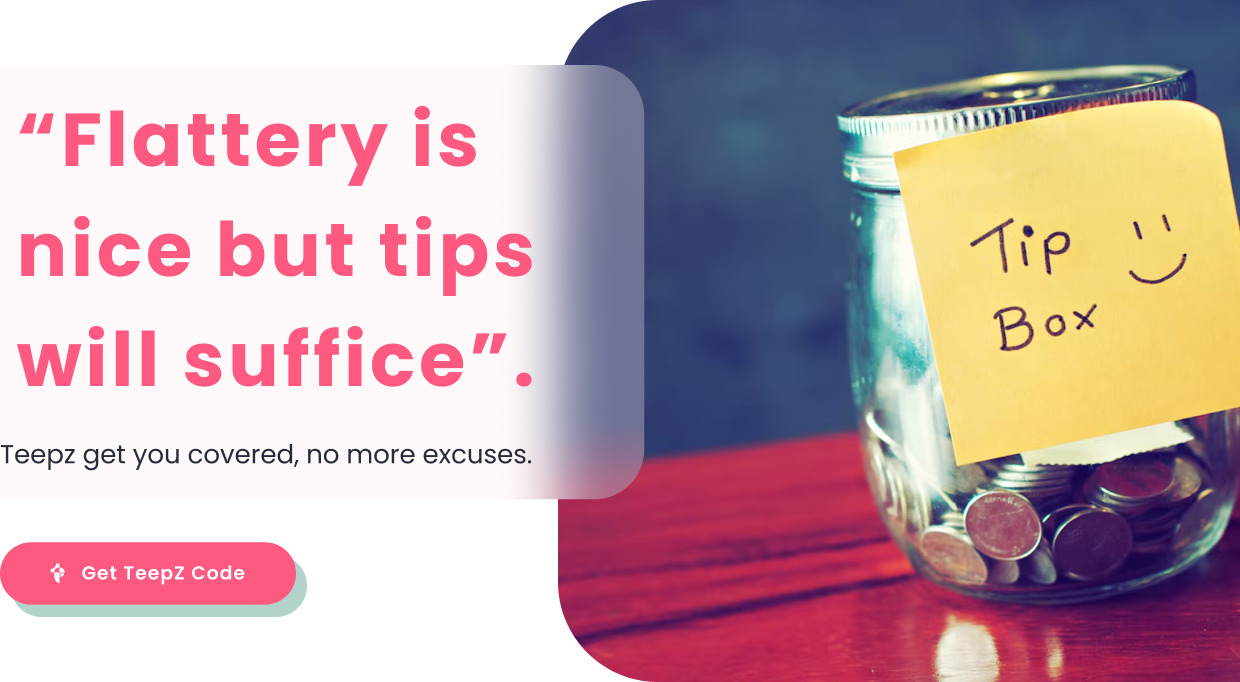 “Flattery is
nice but tips
will suffice”.
Teepz get you covered, no more excuses.
Get TeepZ Code
Tip
Box